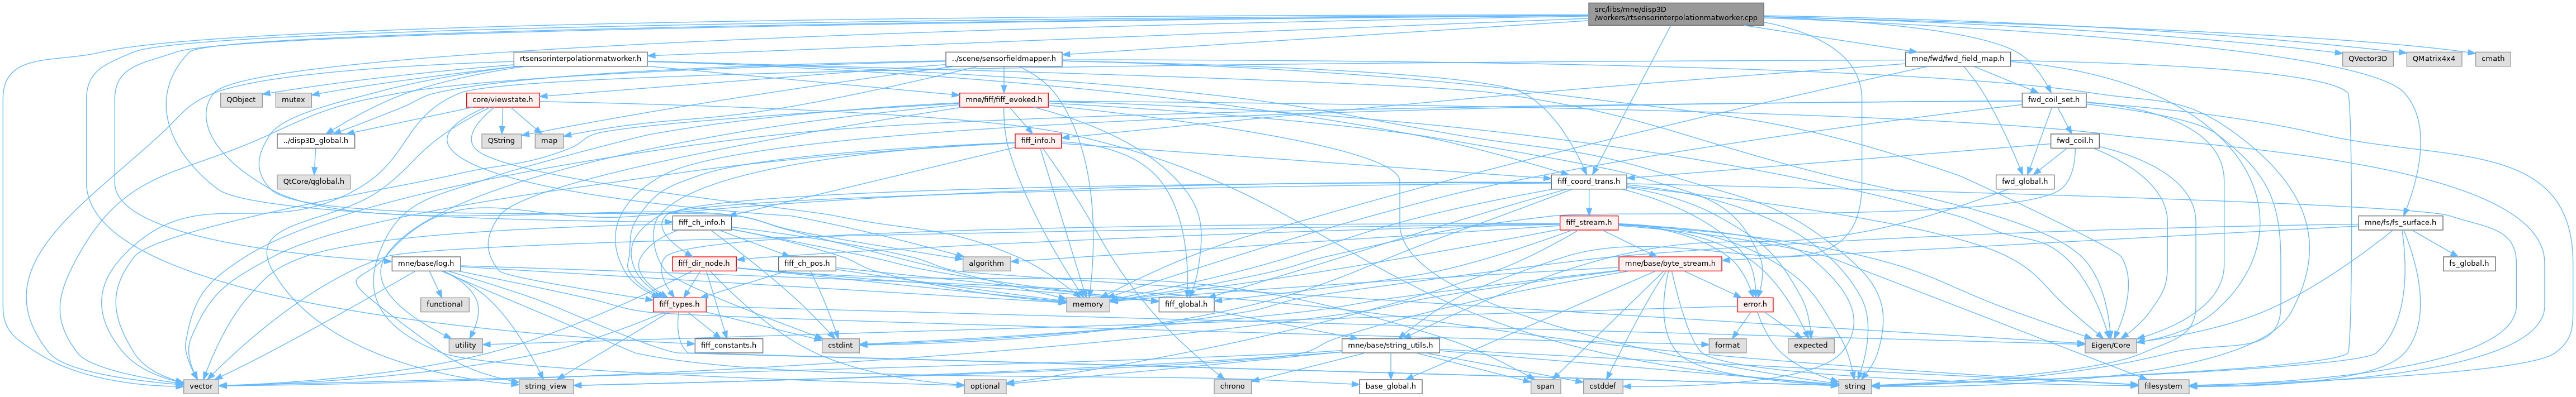 src/libs/mne/disp3D
/workers/rtsensorinterpolationmatworker.cpp
rtsensorinterpolationmatworker.h
../scene/sensorfieldmapper.h
mne/fwd/fwd_field_map.h
QVector3D
QMatrix4x4
cmath
QObject
mutex
core/viewstate.h
mne/fiff/fiff_evoked.h
fwd_coil_set.h
../disp3D_global.h
QString
map
fiff_info.h
fwd_coil.h
QtCore/qglobal.h
fiff_coord_trans.h
fwd_global.h
fiff_ch_info.h
fiff_stream.h
mne/fs/fs_surface.h
mne/base/log.h
fiff_dir_node.h
fiff_ch_pos.h
algorithm
mne/base/byte_stream.h
fs_global.h
functional
fiff_types.h
memory
fiff_global.h
error.h
utility
fiff_constants.h
cstdint
mne/base/string_utils.h
format
expected
Eigen/Core
vector
string_view
base_global.h
optional
chrono
span
cstddef
string
filesystem